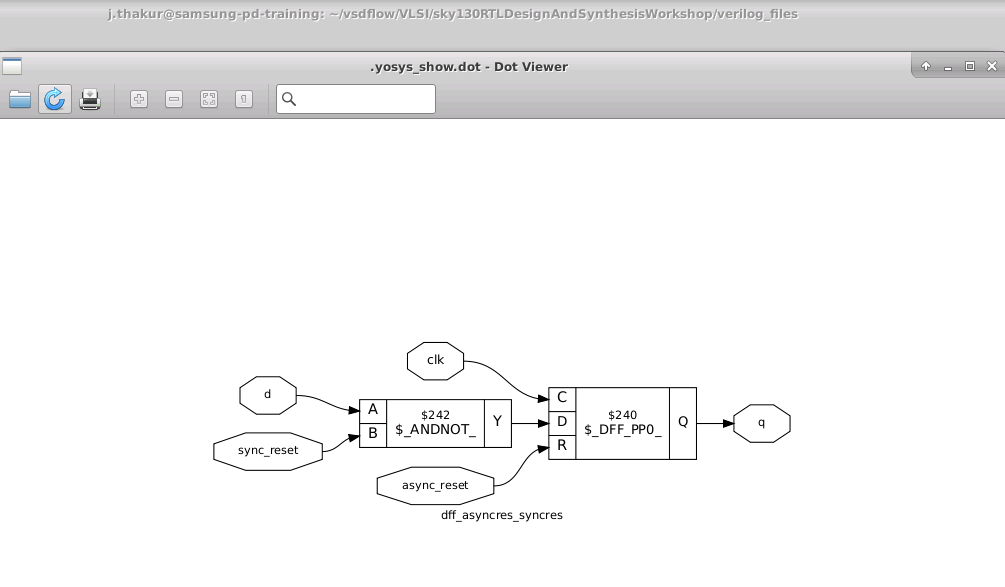 j.thakur@samsung-pd-training: ~/vsdflow/VLSI/sky130RTLDesignAndSynthesisWorkshop/verilog_files
.yosys_show.dot - Dot Viewer
clk
d
sync_reset
A
B
$242
$_ANDNOT_
Y
C
D
R
$240
$_DFF_PP0_
Q
q
async_reset
dff_asyncres_syncres